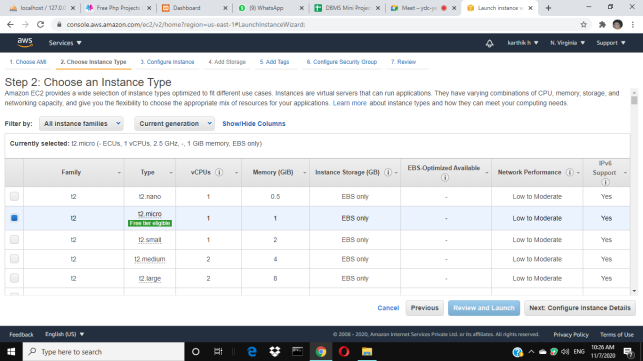 localhost / 127.0.0
Free Php Projects
Dashboard
(9) WhatsApp
DBMS Mini Proje
Meet – ydc-ys
Launch instance
console.aws.amazon.com/ec2/v2/home?region=us-east-1#LaunchInstanceWizard:
aws
Services
karthik h
N. Virginia
Support
1. Choose AMI
2. Choose Instance Type
3. Configure Instance
4. Add Storage
5. Add Tags
6. Configure Security Group
7. Review
Step 2: Choose an Instance Type
Amazon EC2 provides a wide selection of instance types optimized to fit different use cases. Instances are virtual servers that can run applications. They have varying combinations of CPU, memory, storage, and
networking capacity, and give you the flexibility to choose the appropriate mix of resources for your applications. Learn more about instance types and how they can meet your computing needs.
Filter by:
All instance families
Current generation
Show/Hide Columns
Currently selected: t2.micro (- ECUs, 1 vCPUs, 2.5 GHz, -, 1 GiB memory, EBS only)
Family
Type
vCPUs
Memory (GiB)
Instance Storage (GB)
EBS-Optimized Available
Network Performance
IPv6
Support
t2 t2.nano 1 0.5 EBS only - Low to Moderate Yes
t2 t2.micro 1 1 EBS only - Low to Moderate Yes
Free tier eligible
t2 t2.small 1 2 EBS only - Low to Moderate Yes
t2 t2.medium 2 4 EBS only - Low to Moderate Yes
t2 t2.large 2 8 EBS only - Low to Moderate Yes
Cancel
Previous
Review and Launch
Next: Configure Instance Details
Feedback
English (US)
© 2008 - 2020, Amazon Internet Services Private Ltd. or its affiliates. All rights reserved.
Privacy Policy
Terms of Use
Type here to search
ENG
10:26 AM
11/7/2020